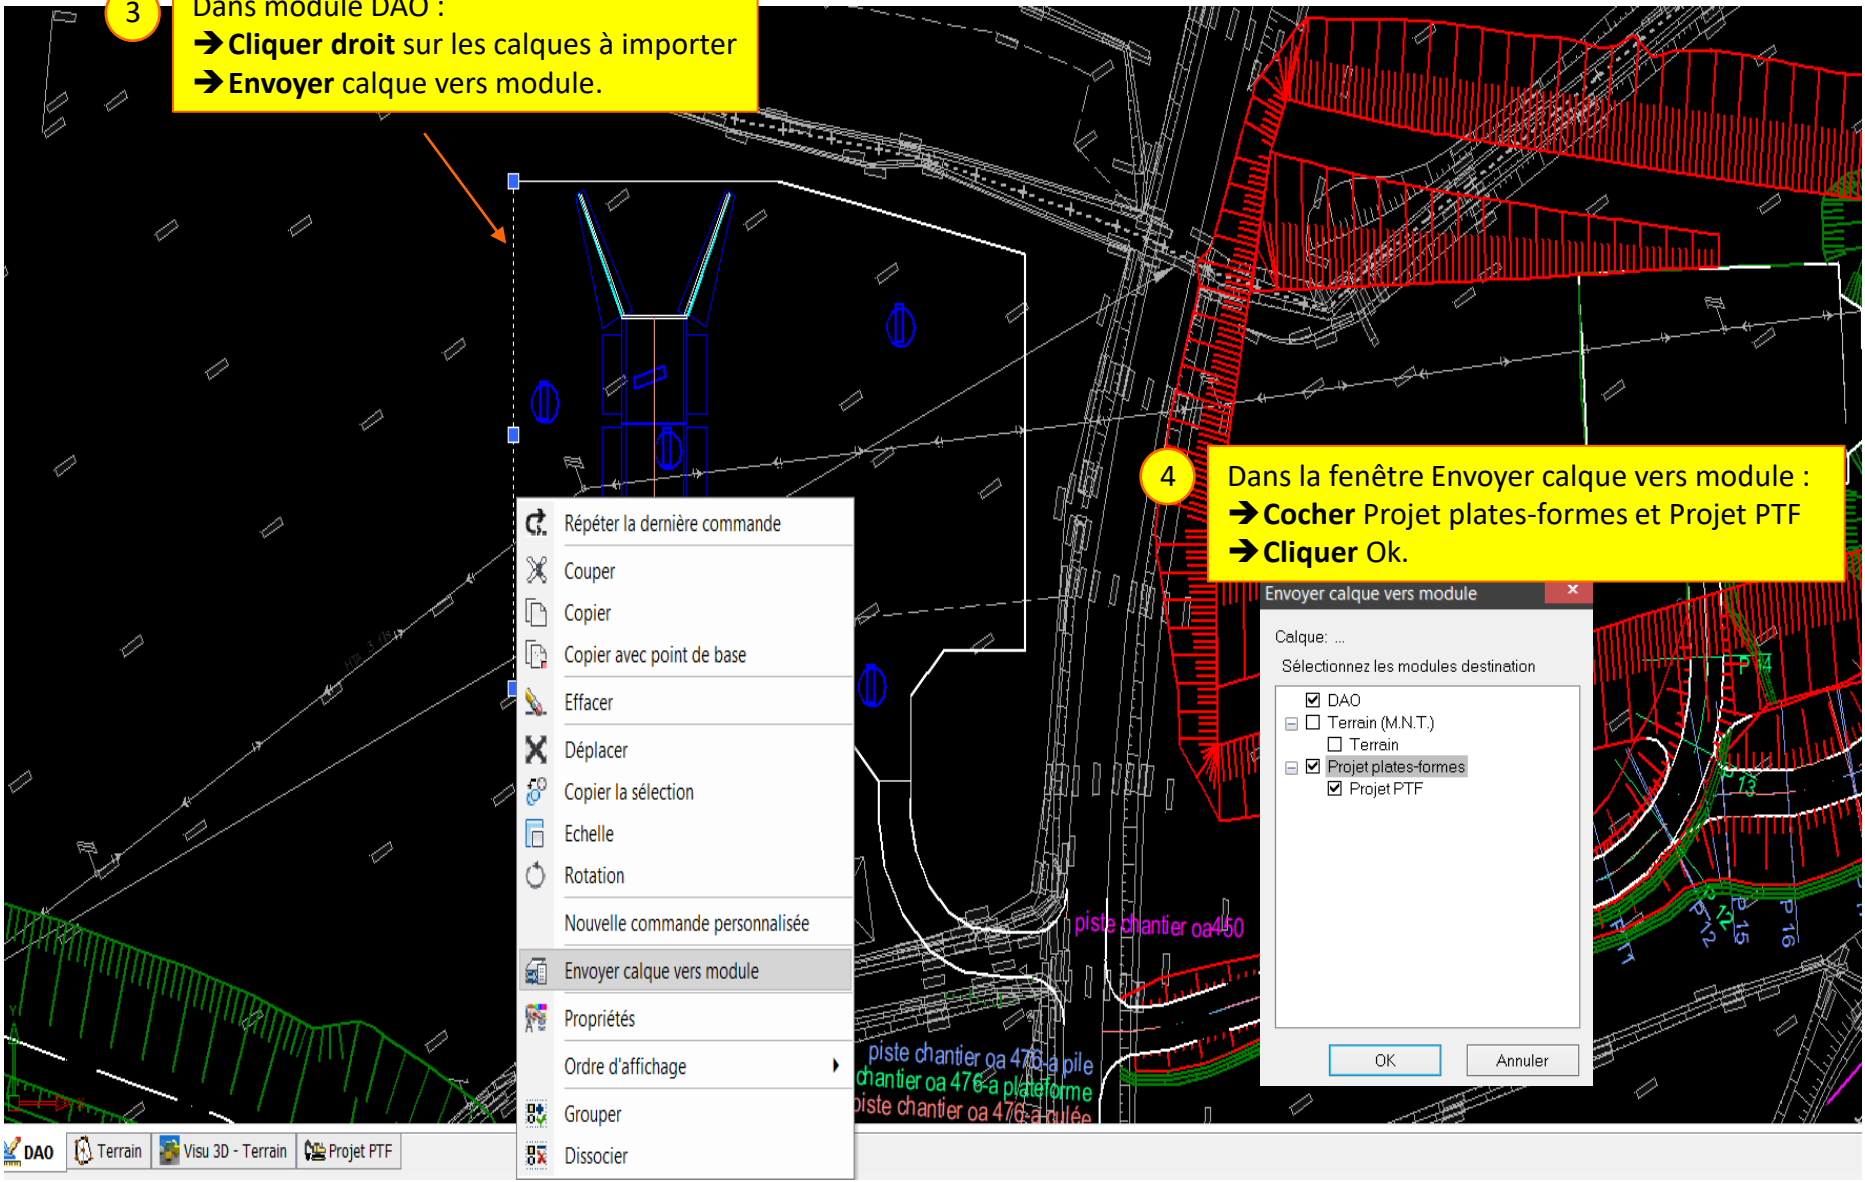 3
Dans module DAO :
➔ Cliquer droit sur les calques à importer
➔ Envoyer calque vers module.
4
Dans la fenêtre Envoyer calque vers module :
➔ Cocher Projet plates-formes et Projet PTF
➔ Cliquer Ok.
Répéter la dernière commande
Couper
Copier
Copier avec point de base
Effacer
Déplacer
Copier la sélection
Echelle
Rotation
Nouvelle commande personnalisée
Envoyer calque vers module
Propriétés
Ordre d'affichage
Grouper
Dissocier
Envoyer calque vers module
Calque: ...
Sélectionnez les modules destination
DAO
Terrain (M.N.T.)
Terrain
Projet plates-formes
Projet PTF
OK
Annuler
P 13
P 12
P 12
P 15
P 16
piste chantier oa450
piste chantier oa 476-a pile
chantier oa 476-a plateforme
piste chantier oa 476-a culée
Y
X
DAO
Terrain
Visu 3D - Terrain
Projet PTF